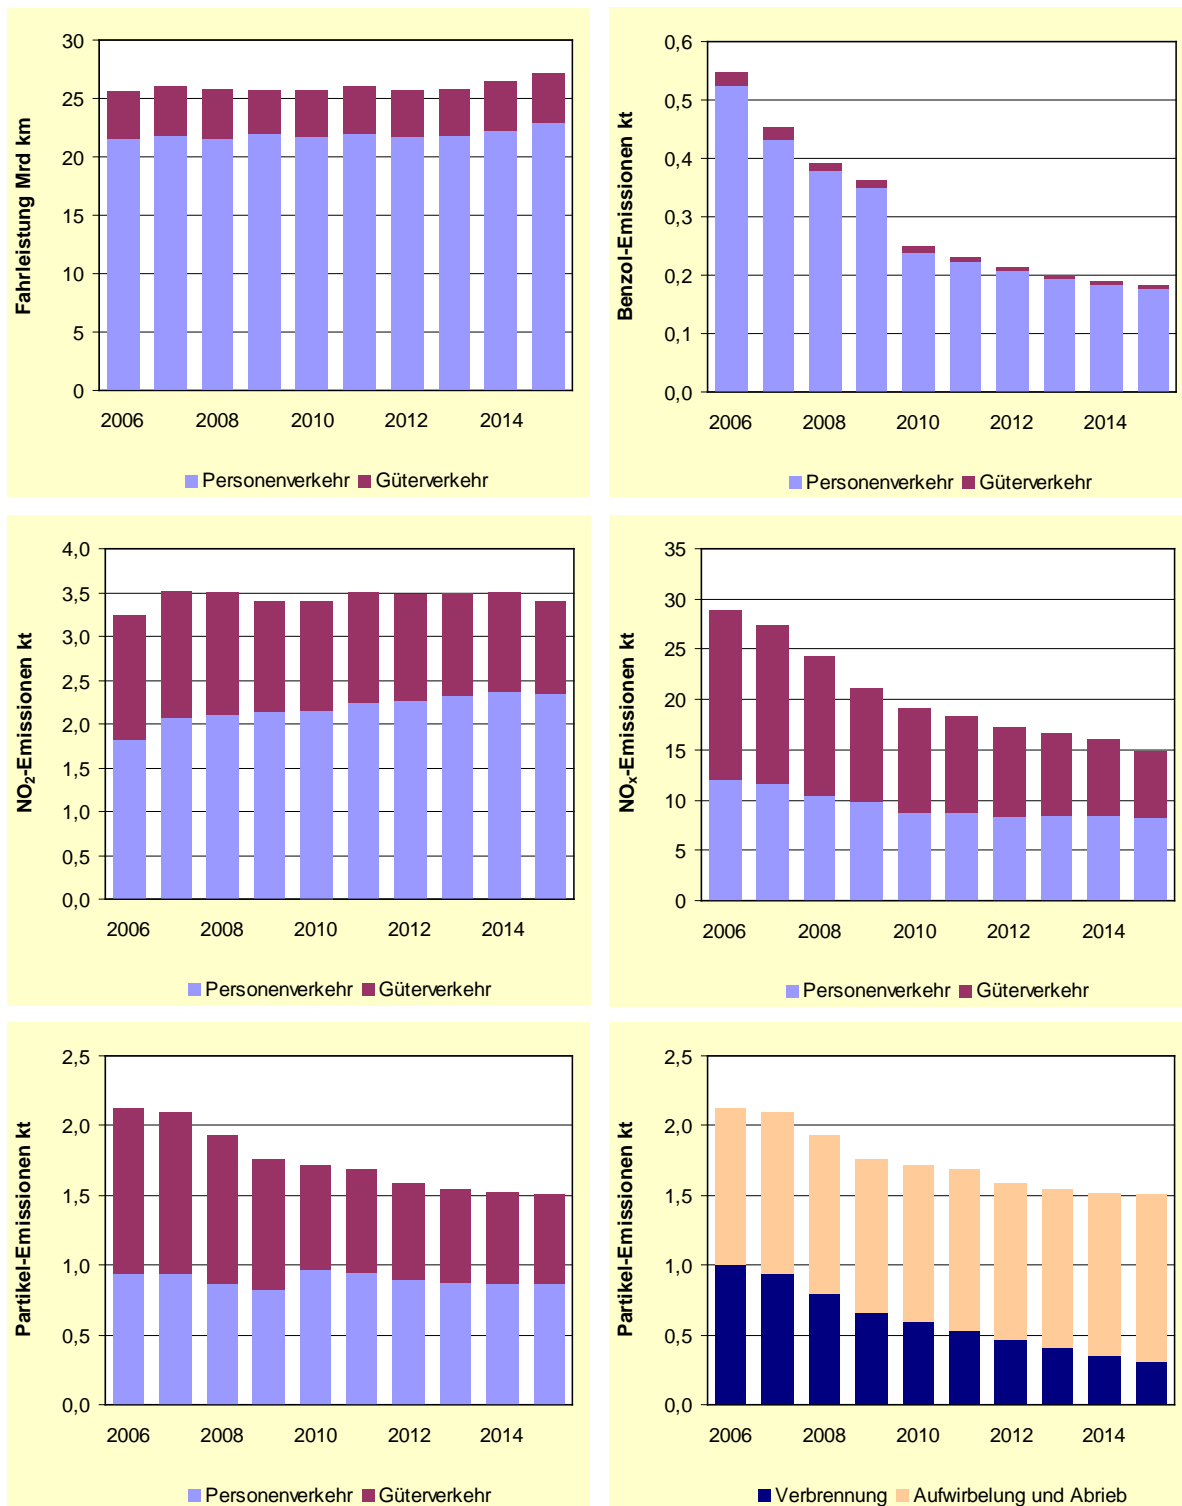 Fahrleistung Mrd km
30
25
20
15
10
5
0
2006 2008 2010 2012 2014
Personenverkehr Güterverkehr
Benzol-Emissionen kt
0,6
0,5
0,4
0,3
0,2
0,1
0,0
2006 2008 2010 2012 2014
Personenverkehr Güterverkehr
NO₂-Emissionen kt
4,0
3,5
3,0
2,5
2,0
1,5
1,0
0,5
0,0
2006 2008 2010 2012 2014
Personenverkehr Güterverkehr
NOₓ-Emissionen kt
35
30
25
20
15
10
5
0
2006 2008 2010 2012 2014
Personenverkehr Güterverkehr
Partikel-Emissionen kt
2,5
2,0
1,5
1,0
0,5
0,0
2006 2008 2010 2012 2014
Personenverkehr Güterverkehr
Partikel-Emissionen kt
2,5
2,0
1,5
1,0
0,5
0,0
2006 2008 2010 2012 2014
Verbrennung Aufwirbelung und Abrieb